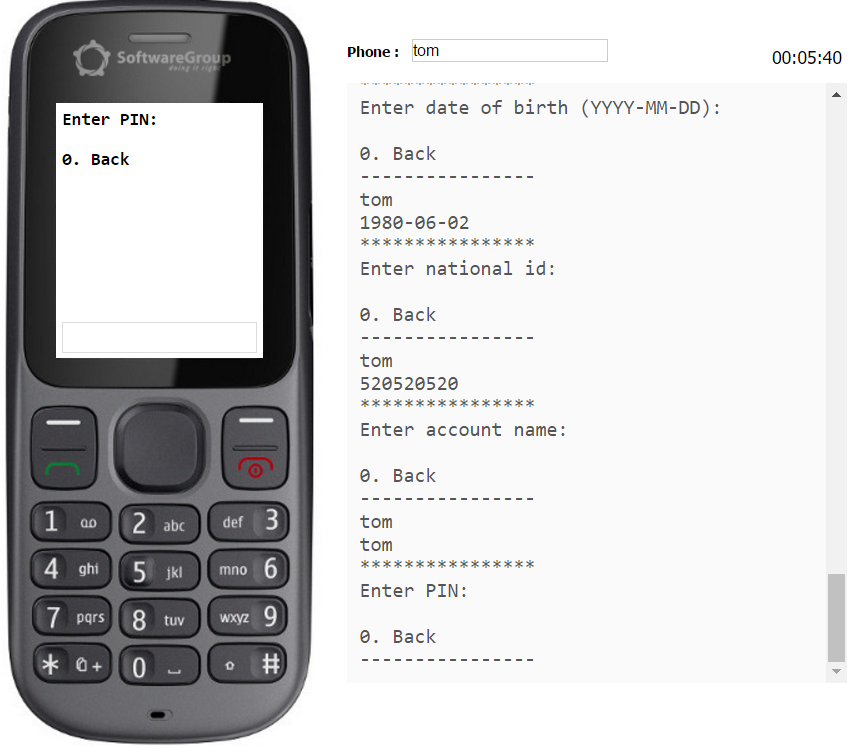 SoftwareGroup
doing it right
Enter PIN:
0. Back
1
2 abc
def 3
4 ghi
5 jkl
mno 6
7 pqrs
8 tuv
wxyz 9
* +
0
#
Phone:
tom
00:05:40
****************
Enter date of birth (YYYY-MM-DD):
0. Back
----------------
tom
1980-06-02
****************
Enter national id:
0. Back
----------------
tom
520520520
****************
Enter account name:
0. Back
----------------
tom
tom
****************
Enter PIN:
0. Back
----------------